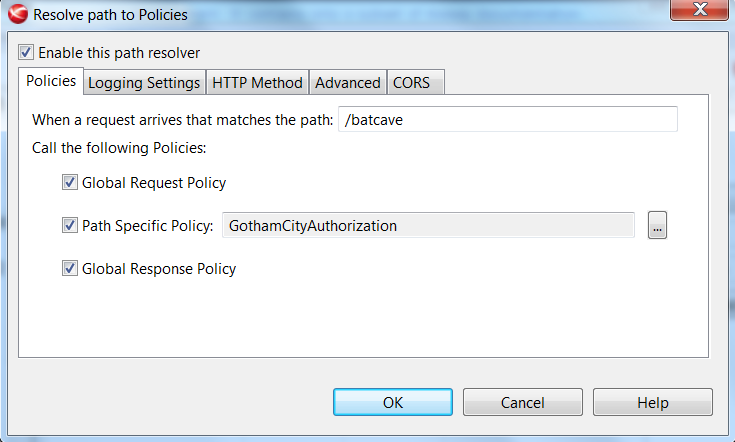 Resolve path to Policies
Enable this path resolver
Policies Logging Settings HTTP Method Advanced CORS
When a request arrives that matches the path: /batcave
Call the following Policies:
Global Request Policy
Path Specific Policy: GothamCityAuthorization ...
Global Response Policy
OK Cancel Help